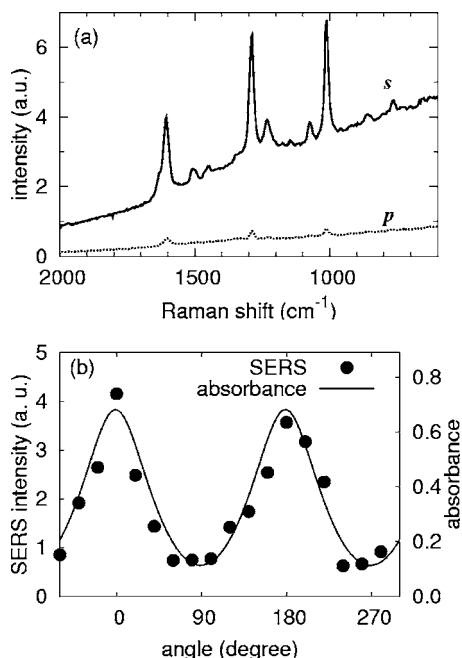 (a)
6
4
2
0
intensity (a.u.)
s
p
2000 1500 1000
Raman shift (cm⁻¹)
(b)
SERS
absorbance
5
4
3
2
1
0
SERS intensity (a. u.)
0.8
0.6
0.4
0.2
0.0
absorbance
0 90 180 270
angle (degree)